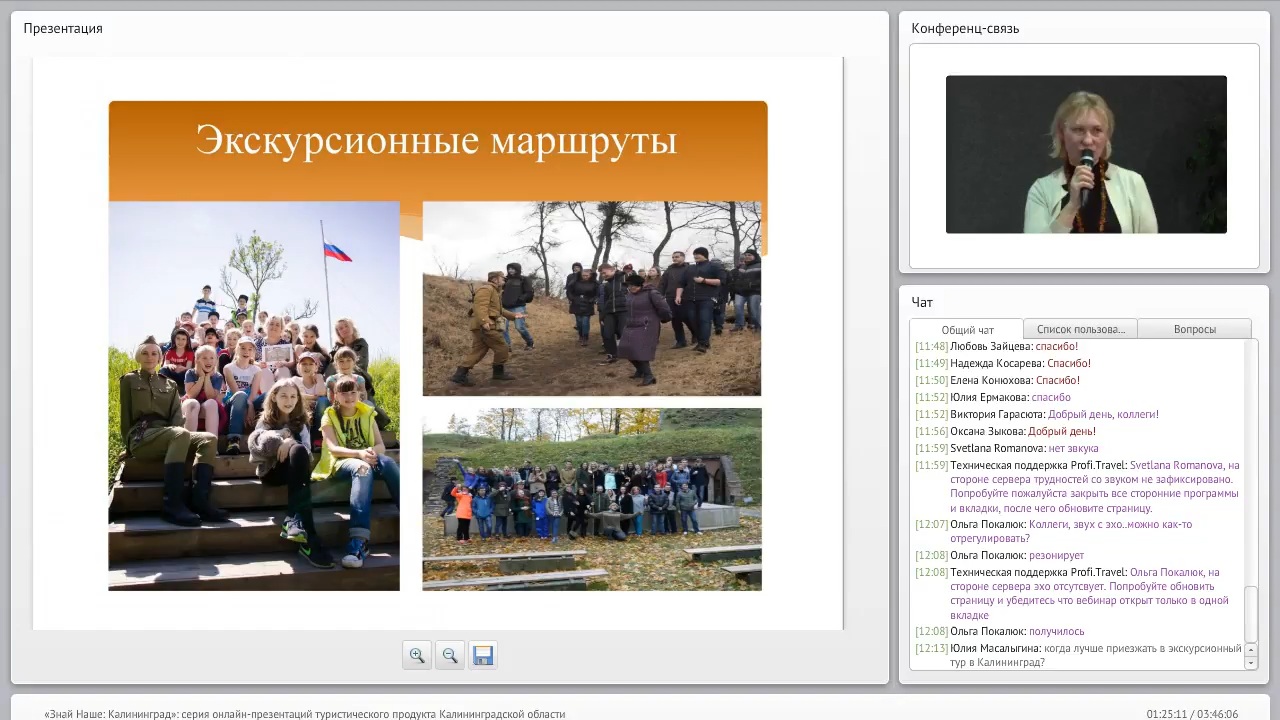 Презентация
Экскурсионные маршруты
Конференц-связь
Чат
Общий чат
Список пользова...
Вопросы
[11:48] Любовь Зайцева: спасибо!
[11:49] Надежда Косарева: Спасибо!
[11:50] Елена Конюхова: Спасибо!
[11:52] Юлия Ермакова: спасибо
[11:52] Виктория Гарасюта: Добрый день, коллеги!
[11:56] Оксана Зыкова: Добрый день!
[11:59] Svetlana Romanova: нет звкука
[11:59] Техническая поддержка Profi.Travel: Svetlana Romanova, на
стороне сервера трудностей со звуком не зафиксировано.
Попробуйте пожалуйста закрыть все сторонние программы
и вкладки, после чего обновите страницу.
[12:07] Ольга Покалюк: Коллеги, звух с эхо..можно как-то
отрегулировать?
[12:08] Ольга Покалюк: резонирует
[12:08] Техническая поддержка Profi.Travel: Ольга Покалюк, на
стороне сервера эхо отсутсвует. Попробуйте обновить
страницу и убедитесь что вебинар открыт только в одной
вкладке
[12:08] Ольга Покалюк: получилось
[12:13] Юлия Масалыгина: когда лучше приезжать в экскурсионный
тур в Калининград?
«Знай Наше: Калининград»: серия онлайн-презентаций туристического продукта Калининградской области
01:25:11 / 03:46:06